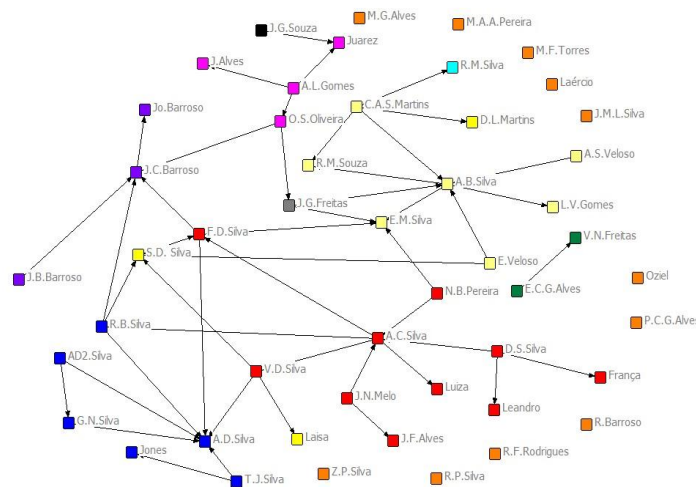 M.G.Alves
M.A.A.Pereira
J.G.Souza
Juarez
M.F.Torres
J.Alves
R.M.Silva
A.L.Gomes
Laércio
Jo.Barroso
C.A.S.Martins
J.M.L.Silva
O.S.Oliveira
D.L.Martins
A.S.Veloso
R.M.Souza
J.C.Barroso
A.B.Silva
J.G.Freitas
L.V.Gomes
E.M.Silva
F.D.Silva
V.N.Freitas
S.D. Silva
E.Veloso
J.B.Barroso
Oziel
N.B.Pereira
E.C.G.Alves
P.C.G.Alves
R.B.Silva
A.C.Silva
D.S.Silva
AD2.Silva
V.D.Silva
França
Luiza
J.N.Melo
Leandro
G.N.Silva
R.Barroso
A.D.Silva
Laisa
J.F.Alves
Jones
R.F.Rodrigues
Z.P.Silva
R.P.Silva
T.J.Silva